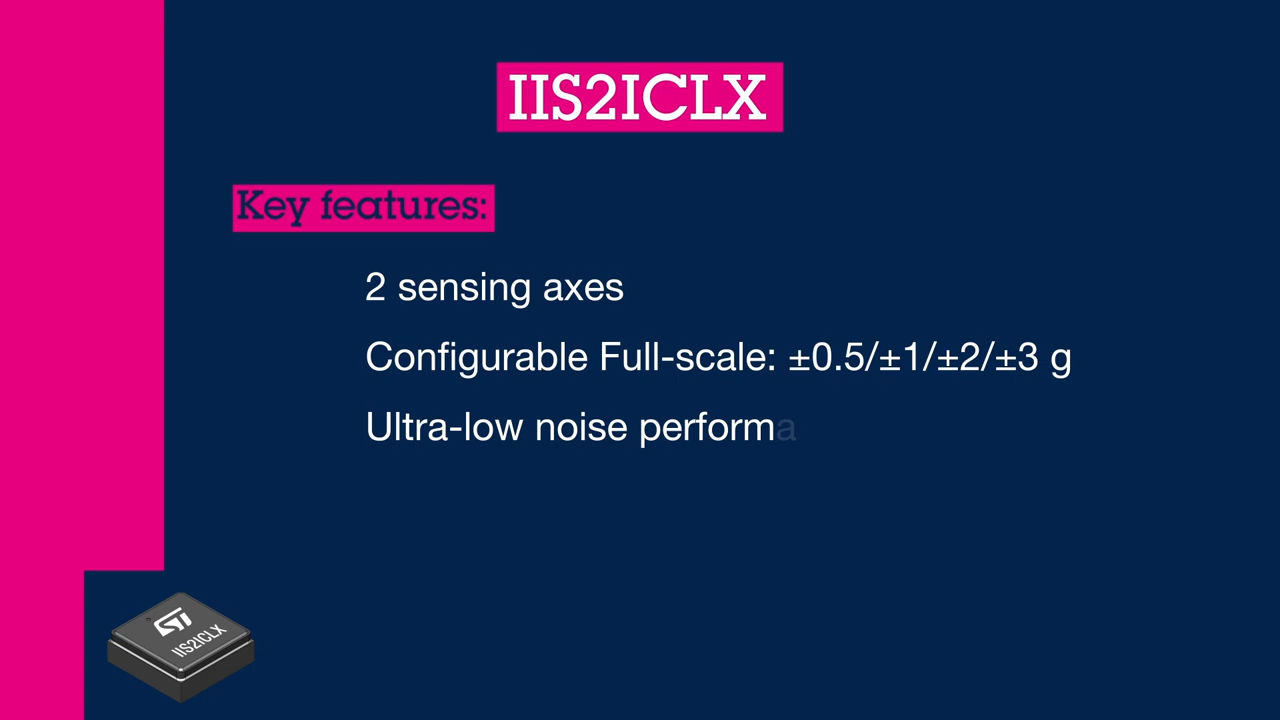 IIS2ICLX
Key features:
2 sensing axes
Configurable Full-scale: ±0.5/±1/±2/±3 g
Ultra-low noise performa
ST
IIS2ICLX